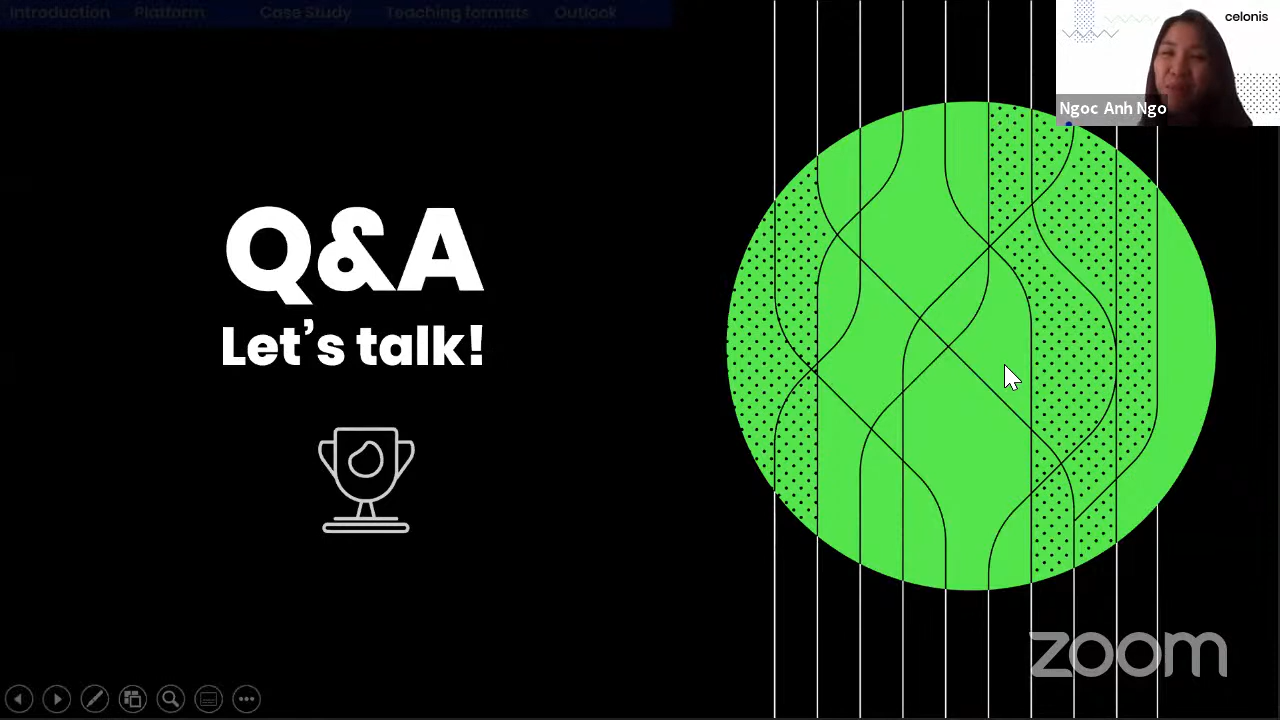 Introduction Platform Case Study Teaching formats Outlook
celonis
Ngoc Anh Ngo
Q&A
Let's talk!
zoom